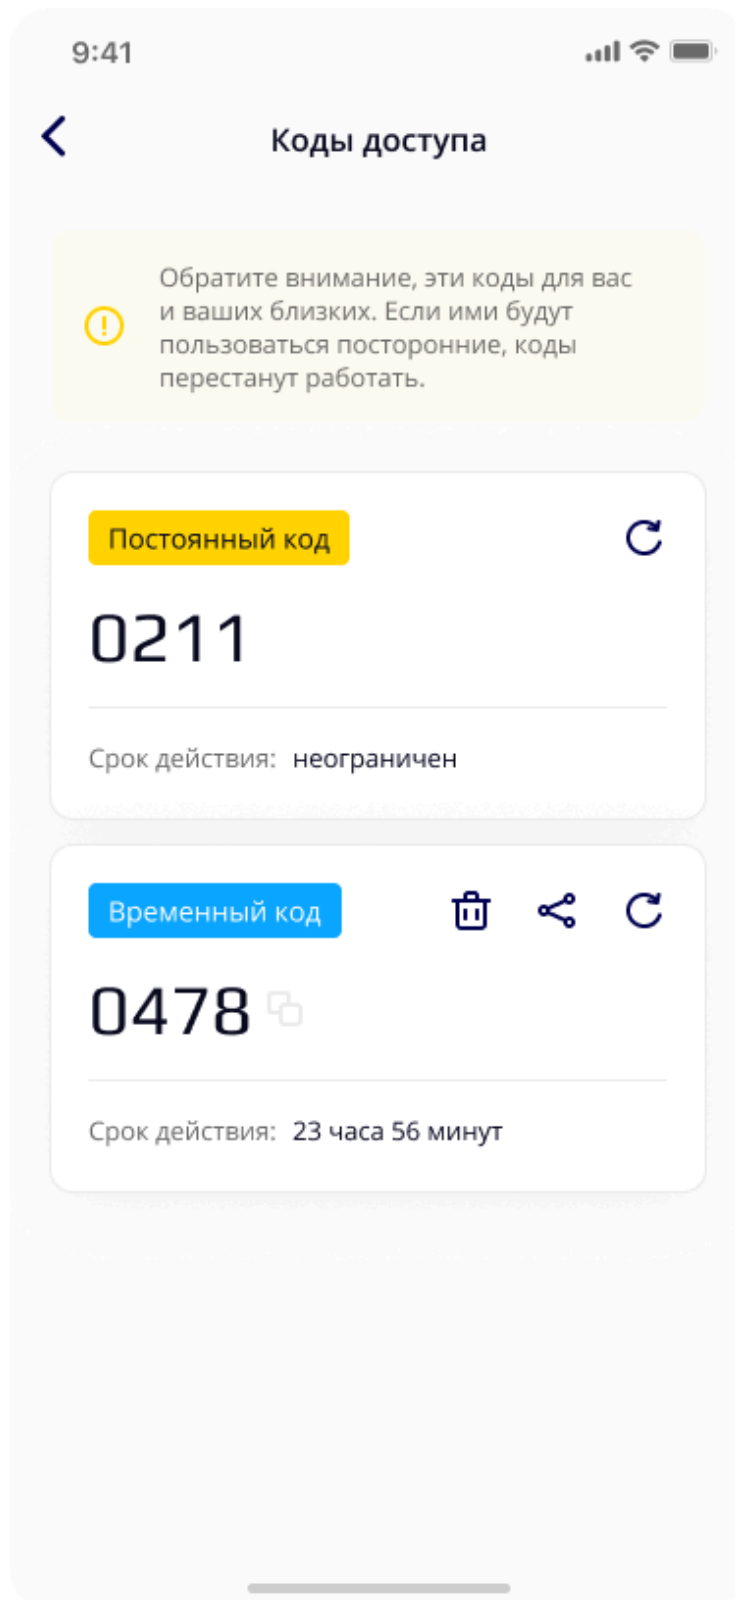 9:41
Коды доступа
Обратите внимание, эти коды для вас
и ваших близких. Если ими будут
пользоваться посторонние, коды
перестанут работать.
Постоянный код
0211
Срок действия: неограничен
Временный код
0478
Срок действия: 23 часа 56 минут